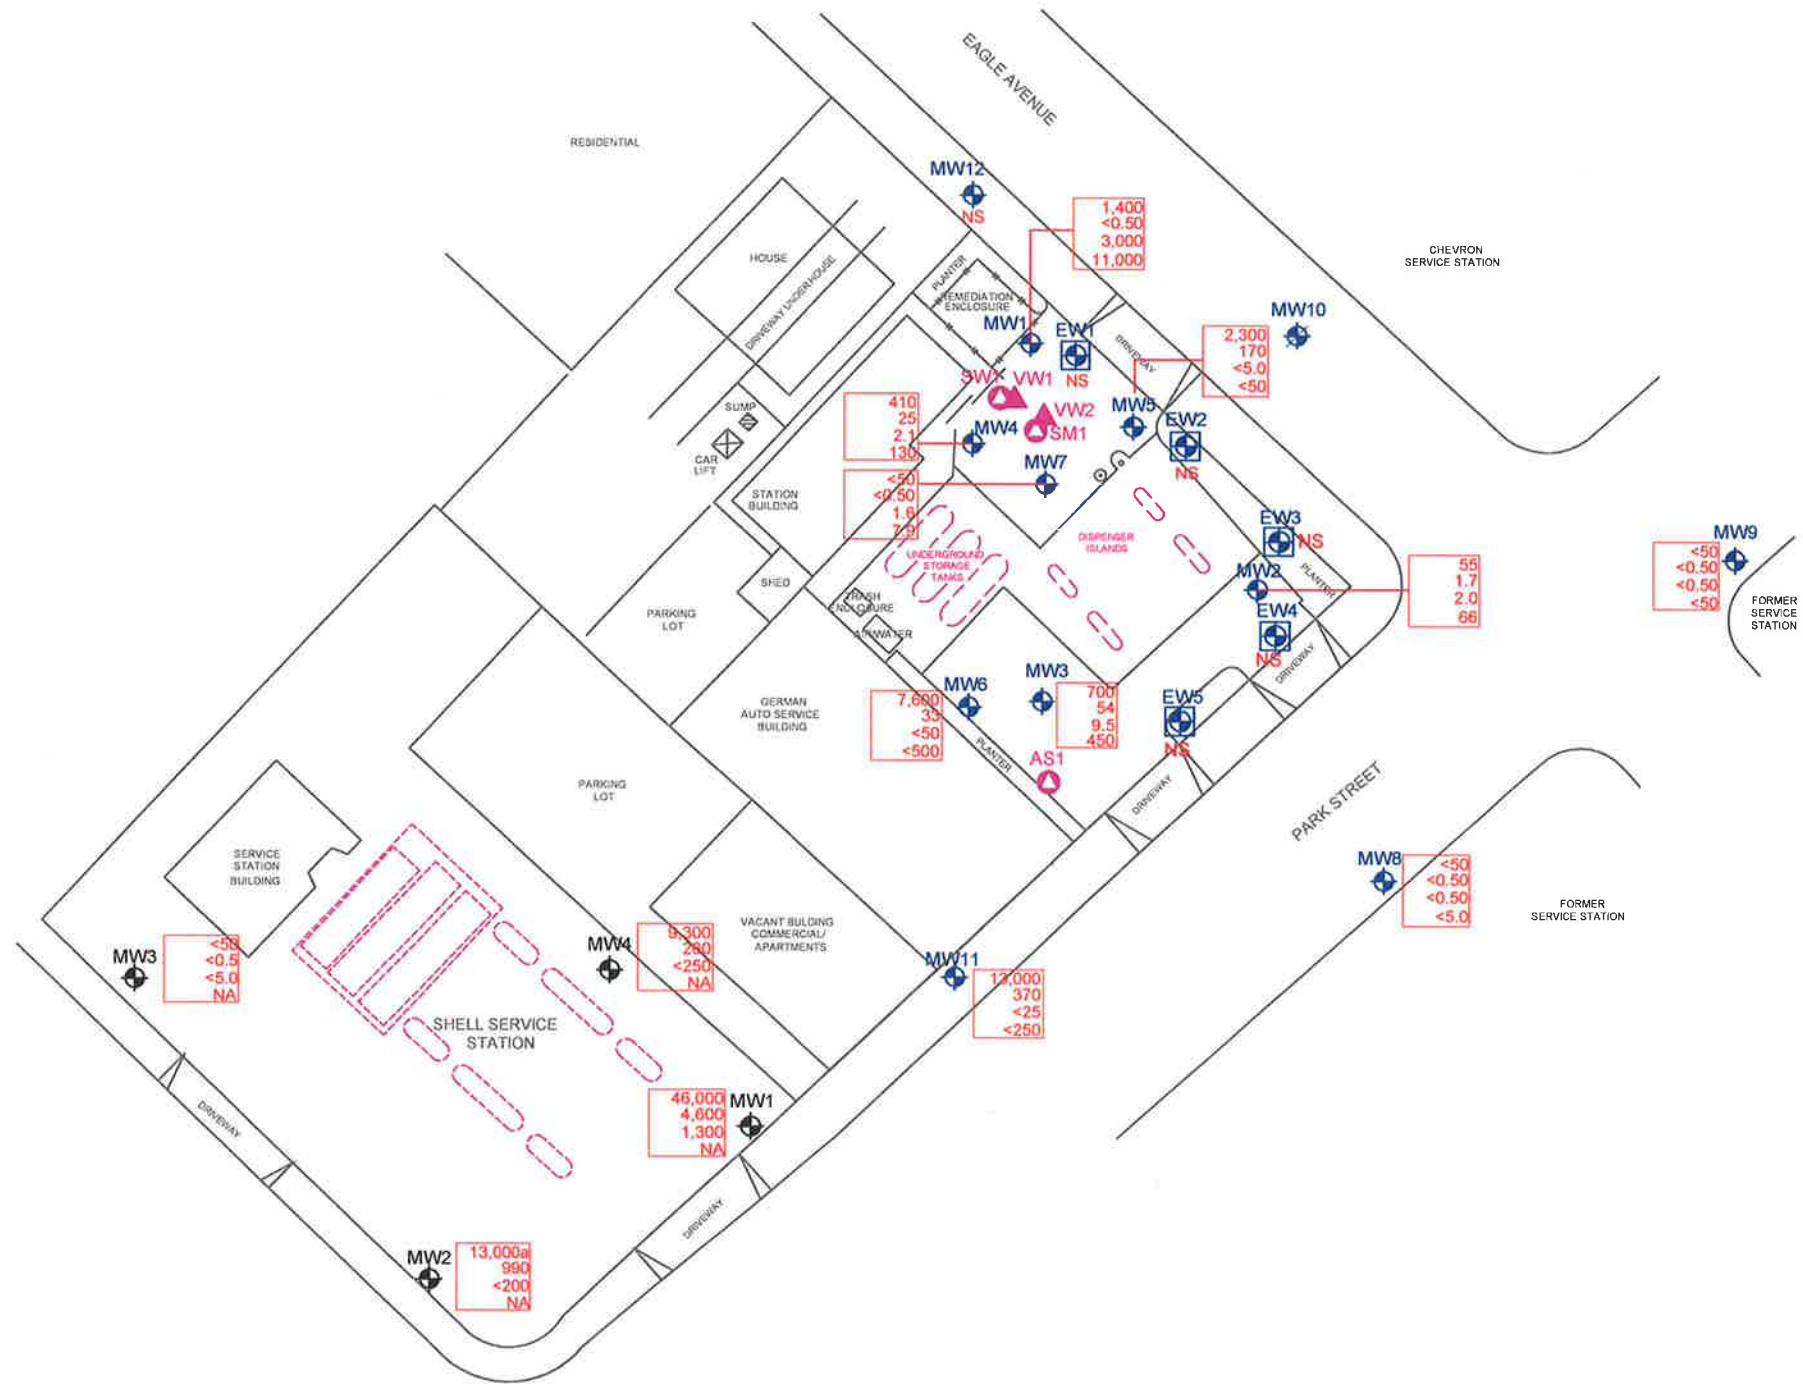 EAGLE AVENUE
RESIDENTIAL
MW12
NS
1,400
<0.50
3,000
11,000
CHEVRON
SERVICE STATION
HOUSE
DRIVEWAY UNDER HOUSE
PLANTER
REMEDIATION
ENCLOSURE
MW1
EW1
NS
DRIVEWAY
MW10
2,300
170
<5.0
<50
SW1
VW1
VW2
SM1
MW5
EW2
NS
SUMP
CAR
LIFT
410
25
2.1
130
MW4
MW7
<50
<0.50
1.6
7.9
STATION
BUILDING
UNDERGROUND
STORAGE
TANKS
DISPENSER
ISLANDS
EW3
NS
MW9
<50
<0.50
<0.50
<50
FORMER
SERVICE
STATION
MW2
PLANTER
55
1.7
2.0
66
EW4
NS
DRIVEWAY
SHED
TRASH
ENCLOSURE
AIR/WATER
PARKING
LOT
MW6
7,600
33
<50
<500
MW3
700
54
9.5
450
EW5
NS
GERMAN
AUTO SERVICE
BUILDING
PLANTER
AS1
DRIVEWAY
PARK STREET
PARKING
LOT
SERVICE
STATION
BUILDING
MW8
<50
<0.50
<0.50
<5.0
FORMER
SERVICE STATION
VACANT BULDING
COMMERCIAL/
APARTMENTS
MW3
<50
<0.5
<5.0
NA
MW4
9,300
260
<250
NA
MW11
13,000
370
<25
<250
SHELL SERVICE
STATION
46,000
4,600
1,300
NA
MW1
DRIVEWAY
DRIVEWAY
MW2
13,000a
990
<200
NA